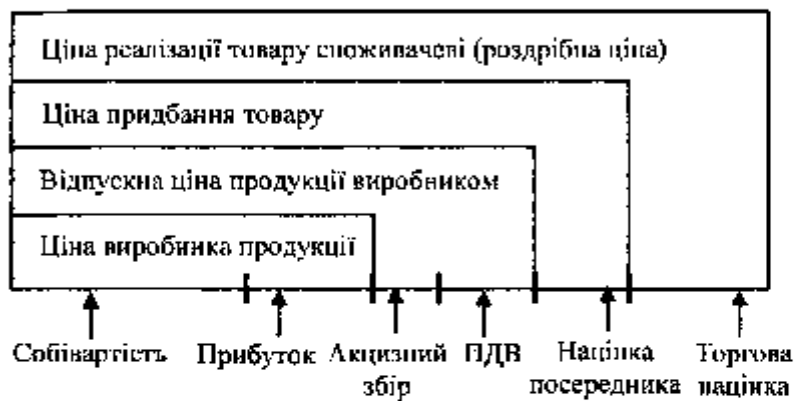 Ціна реалізації товару споживачеві (роздрібна ціна)
Ціна придбання товару
Відпускна ціна продукції виробником
Ціна виробника продукції
Собівартість
Прибуток
Акцизний
збір
ПДВ
Націнка
посередника
Торгова
націнка